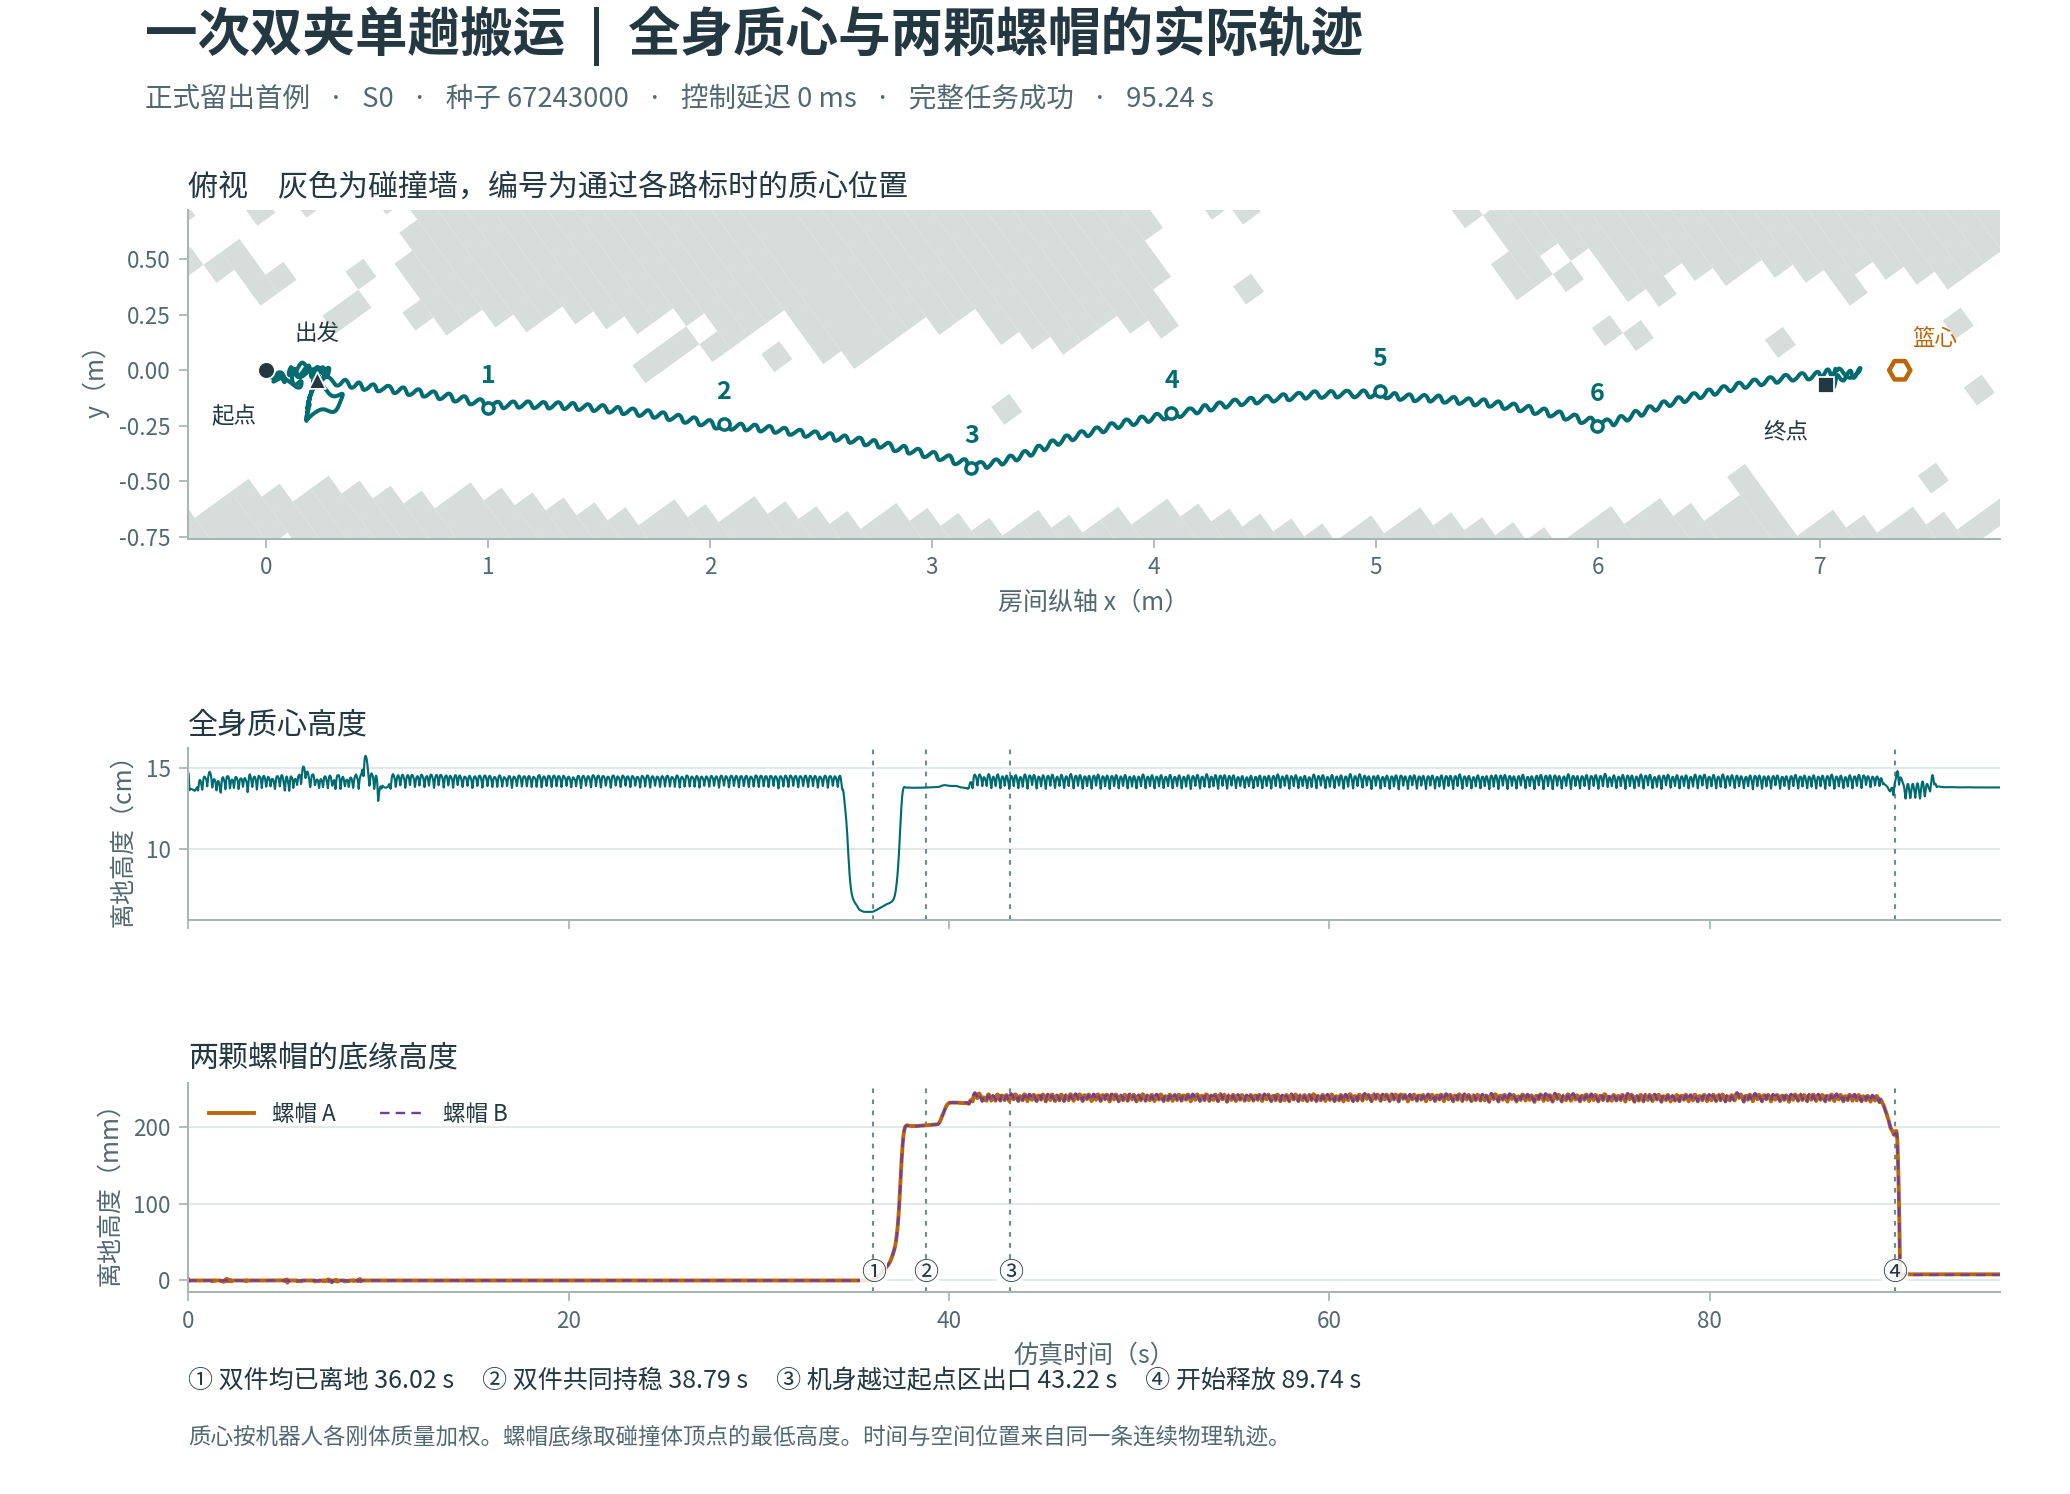 一次双夹单趟搬运 | 全身质心与两颗螺帽的实际轨迹
正式留出首例 · S0 · 种子 67243000 · 控制延迟 0 ms · 完整任务成功 · 95.24 s
俯视 灰色为碰撞墙，编号为通过各路标时的质心位置
0.50
0.25
0.00
-0.25
-0.50
-0.75
y（m）
出发
起点
1
2
3
4
5
6
终点
篮心
0 1 2 3 4 5 6 7
房间纵轴 x（m）
全身质心高度
15
10
离地高度（cm）
两颗螺帽的底缘高度
螺帽 A 螺帽 B
200
100
0
离地高度（mm）
① ② ③ ④
0 20 40 60 80
仿真时间（s）
① 双件均已离地 36.02 s ② 双件共同持稳 38.79 s ③ 机身越过起点区出口 43.22 s ④ 开始释放 89.74 s
质心按机器人各刚体质量加权。螺帽底缘取碰撞体顶点的最低高度。时间与空间位置来自同一条连续物理轨迹。